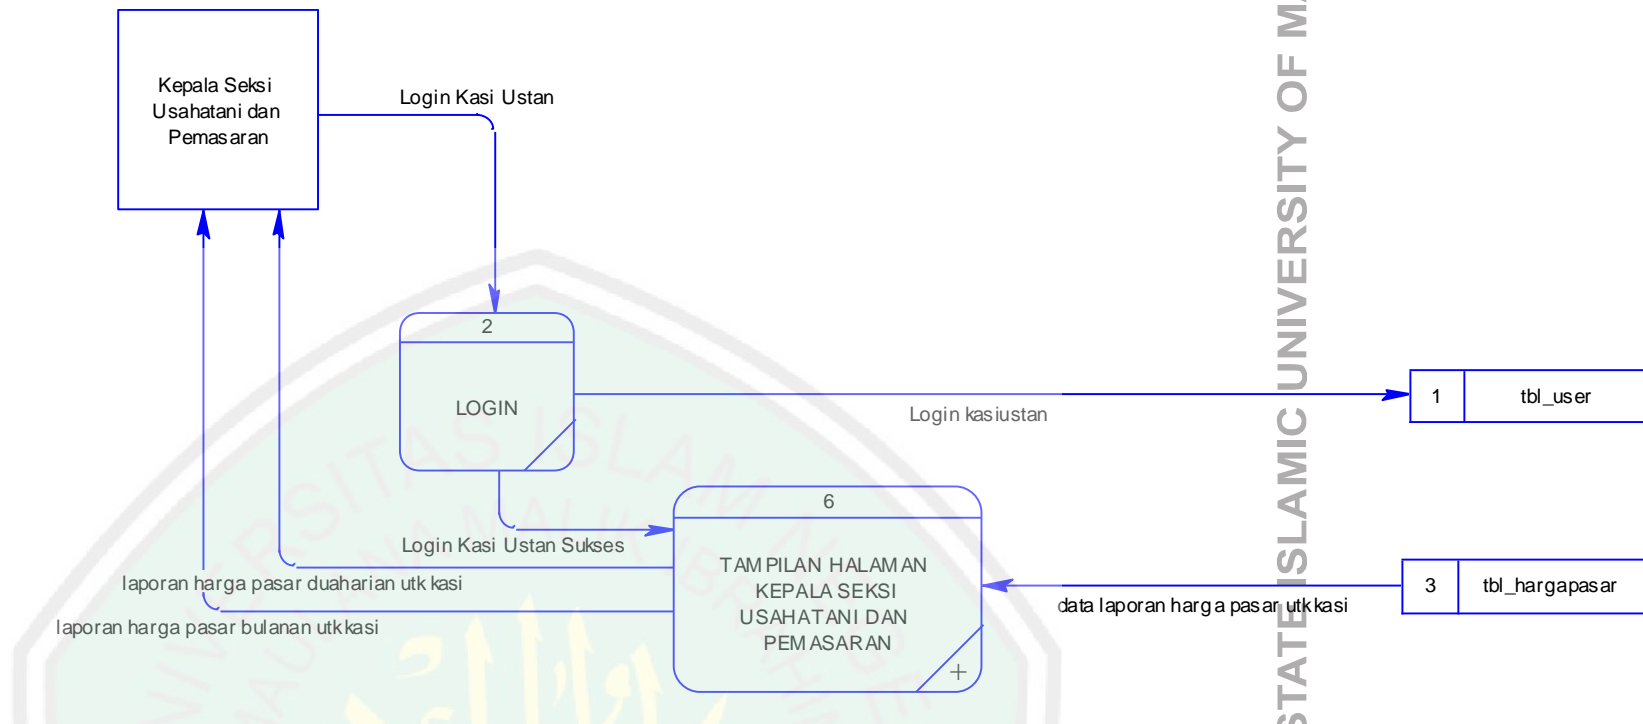 Kepala Seksi
Usahatani dan
Pemasaran
Login Kasi Ustan
2
LOGIN
Login kasiustan
1
tbl_user
Login Kasi Ustan Sukses
6
TAMPILAN HALAMAN
KEPALA SEKSI
USAHATANI DAN
PEMASARAN
+
laporan harga pasar duaharian utk kasi
laporan harga pasar bulanan utk kasi
data laporan harga pasar utk kasi
3
tbl_hargapasar
STATE ISLAMIC UNIVERSITY OF